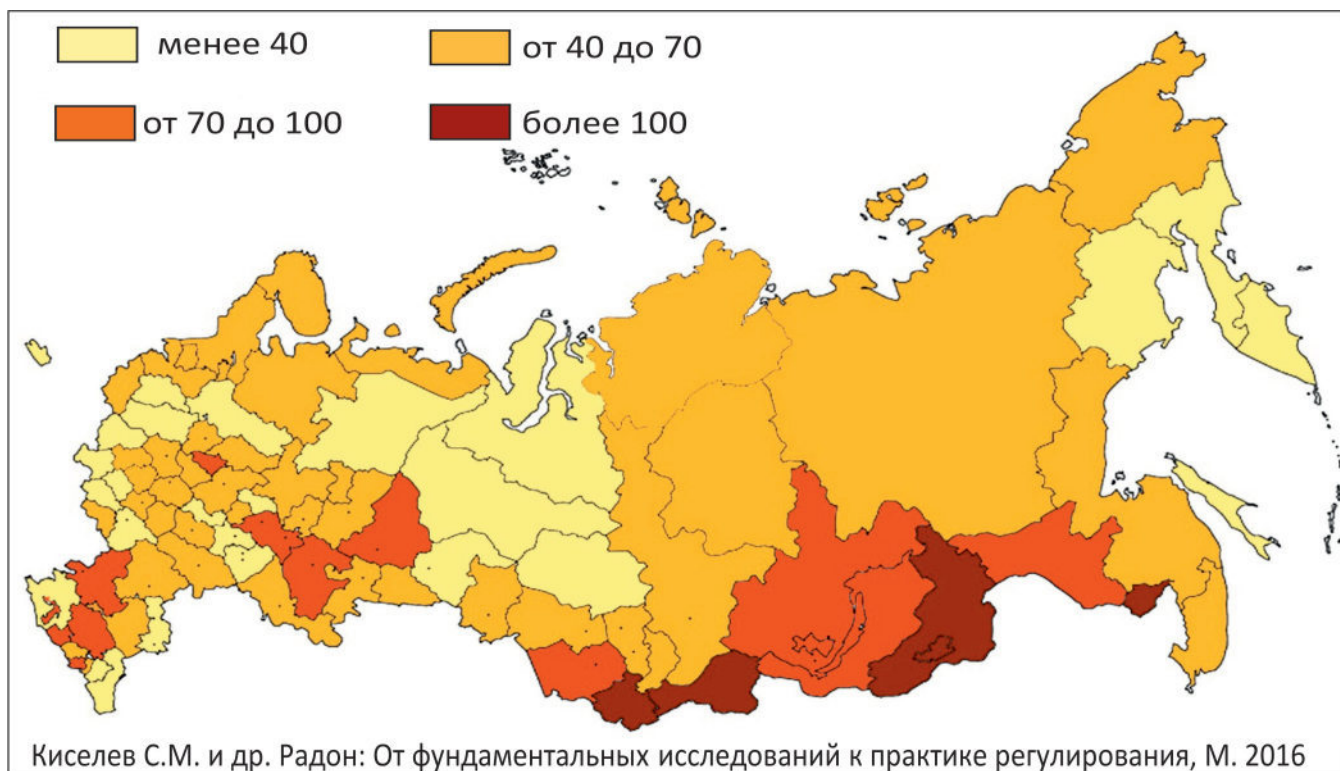 менее 40
от 40 до 70
от 70 до 100
более 100
Киселев С.М. и др. Радон: От фундаментальных исследований к практике регулирования, М. 2016